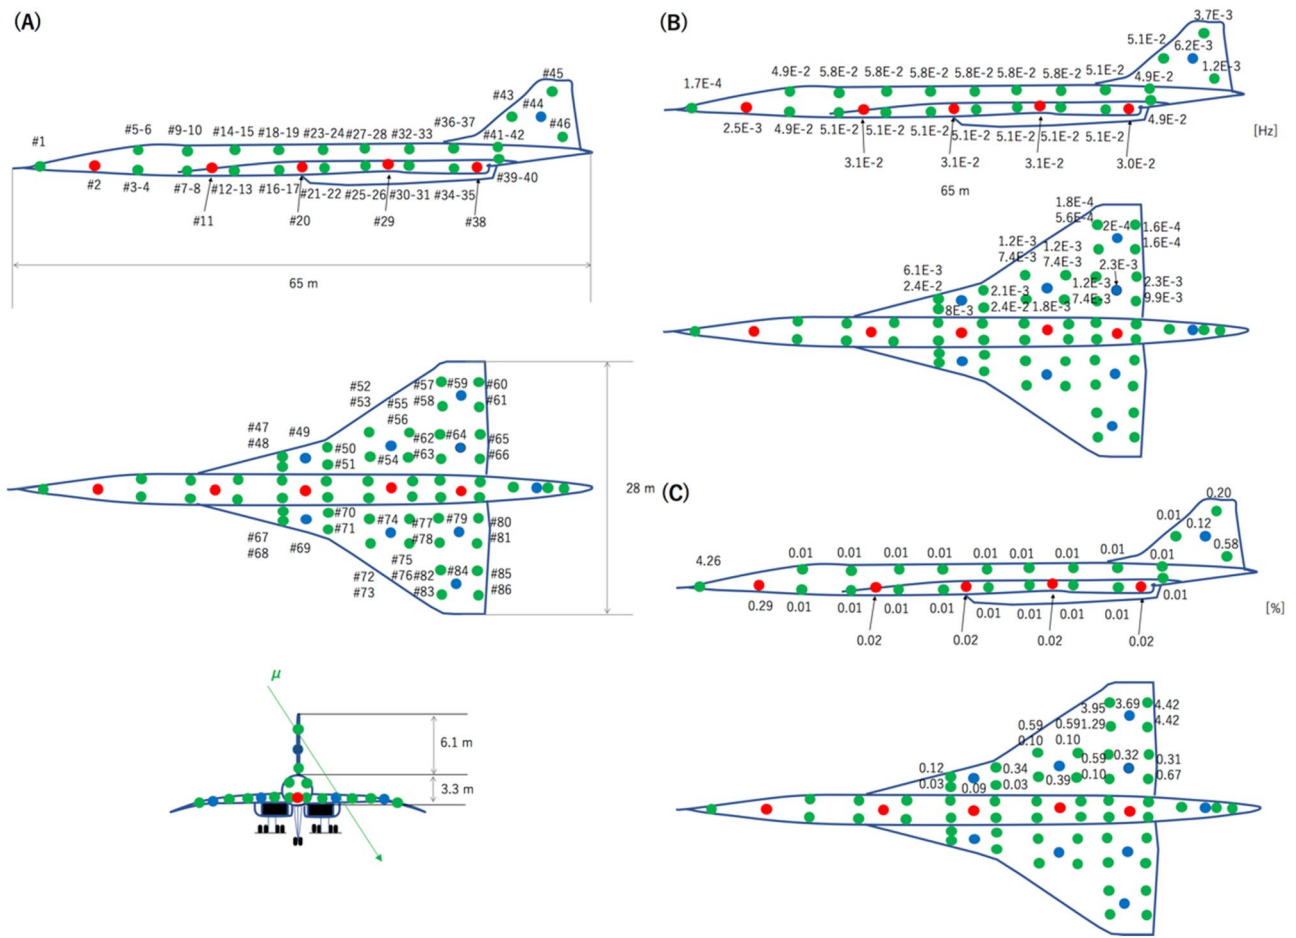 (A)
#45
#43
#44
#46
#36-37
#41-42
#1
#5-6 #9-10 #14-15 #18-19 #23-24 #27-28 #32-33
#2
#3-4
#7-8 #12-13 #16-17 #21-22 #25-26 #30-31 #34-35
#39-40
#11
#20
#29
#38
65 m
#52
#53
#57
#58
#59
#60
#61
#55
#56
#47
#48
#49
#50
#51
#54
#62
#63
#64
#65
#66
28 m
#67
#68
#69
#70
#71
#74
#77
#78
#79
#80
#81
#75
#76
#72
#73
#82
#83
#84
#85
#86
μ
6.1 m
3.3 m
(B)
3.7E-3
5.1E-2
6.2E-3
1.2E-3
1.7E-4
4.9E-2 5.8E-2 5.8E-2 5.8E-2 5.8E-2 5.8E-2 5.8E-2 5.1E-2
4.9E-2
2.5E-3 4.9E-2 5.1E-2 5.1E-2 5.1E-2 5.1E-2 5.1E-2 5.1E-2 5.1E-2
4.9E-2
[Hz]
3.1E-2
3.1E-2
3.1E-2
3.0E-2
65 m
1.8E-4
5.6E-4
2E-4
1.6E-4
1.6E-4
1.2E-3
7.4E-3
1.2E-3
7.4E-3
6.1E-3
2.4E-2
8E-3
2.1E-3
2.4E-2
1.8E-3
1.2E-3
7.4E-3
2.3E-3
2.3E-3
9.9E-3
(C)
0.20
0.01
0.12
0.58
4.26
0.01 0.01 0.01 0.01 0.01 0.01 0.01
0.01
0.29 0.01 0.01 0.01 0.01 0.01 0.01 0.01 0.01
0.01
[%]
0.02
0.02
0.02
0.02
3.95
1.29
3.69
4.42
4.42
0.59
0.10
0.59
0.10
0.12
0.03
0.09
0.34
0.03
0.39
0.59
0.10
0.32
0.31
0.67